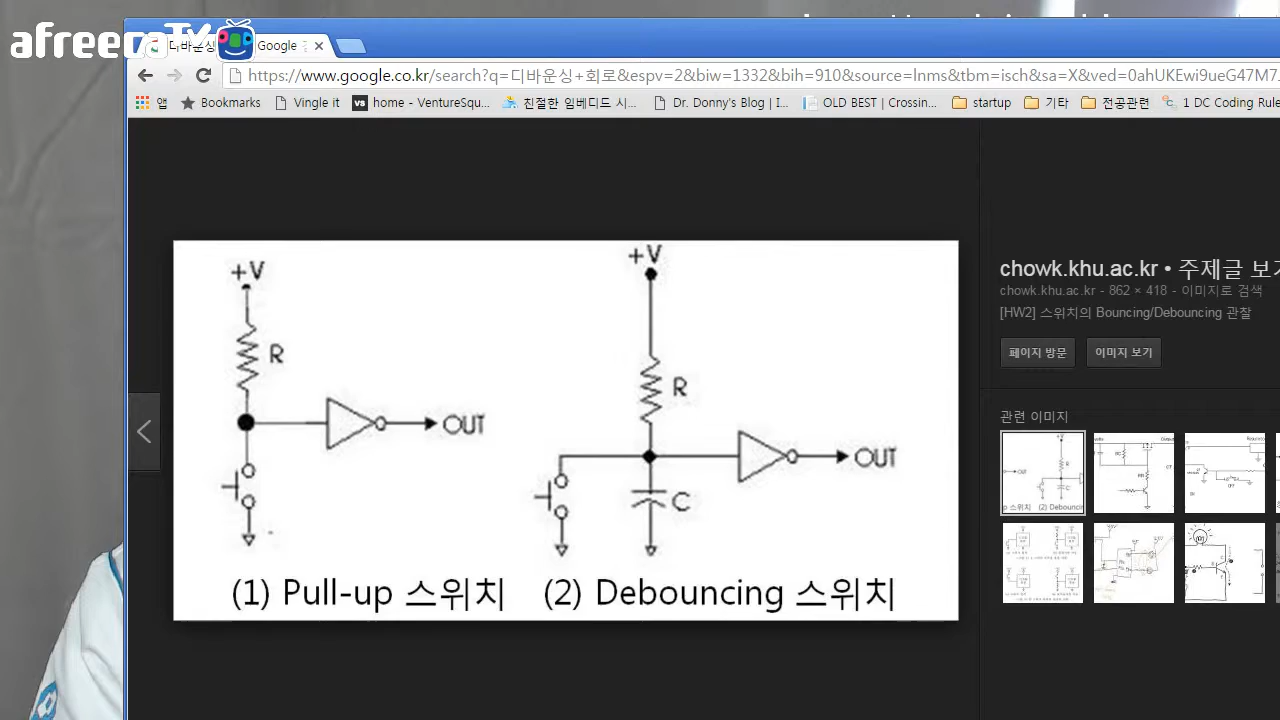 afreecaTV
디바운싱
Google
https://www.google.co.kr/search?q=디바운싱+회로&espv=2&biw=1332&bih=910&source=lnms&tbm=isch&sa=X&ved=0ahUKEwi9ueG47M7
앱 Bookmarks Vingle it home - VentureSqu... 친절한 임베디드 시... Dr. Donny's Blog | I... OLD.BEST | Crossin... startup 기타 전공관련 1 DC Coding Rule
+V
+V
R
R
OUT
OUT
C
(1) Pull-up 스위치 (2) Debouncing 스위치
chowk.khu.ac.kr • 주제글 보기
chowk.khu.ac.kr - 862 × 418 - 이미지로 검색
[HW2] 스위치의 Bouncing/Debouncing 관찰
페이지 방문 이미지 보기
관련 이미지